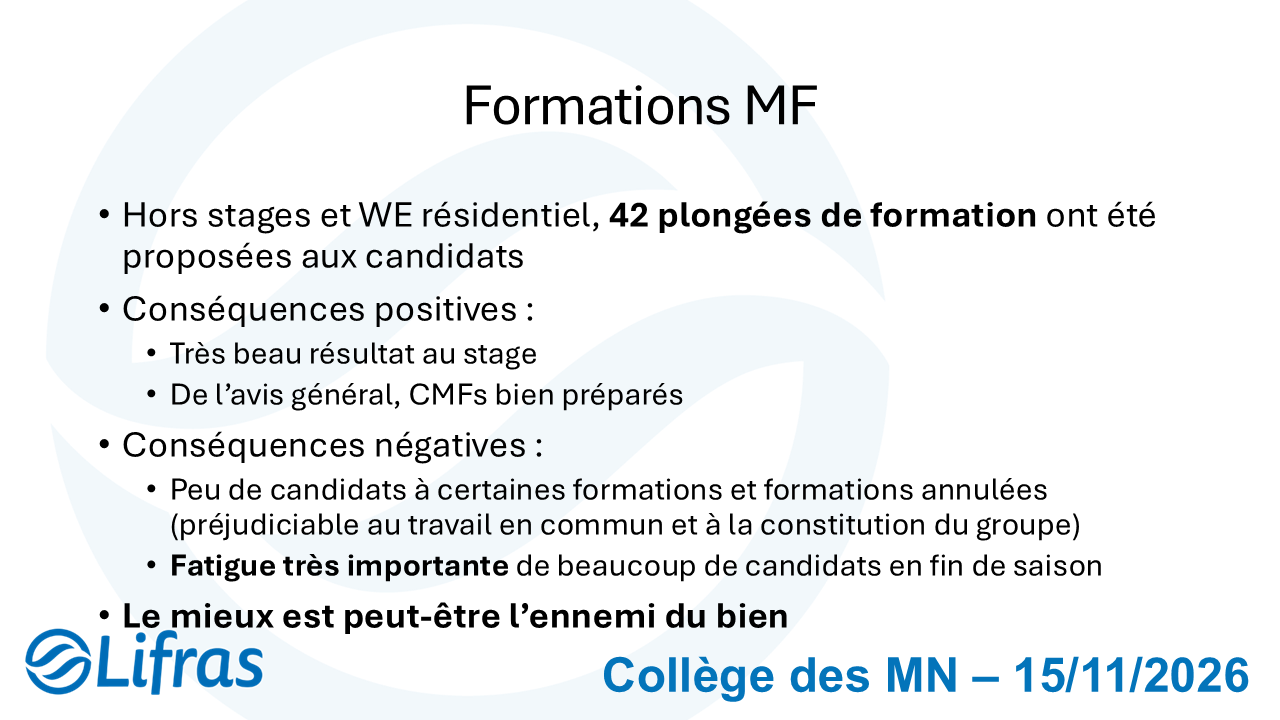 Formations MF
• Hors stages et WE résidentiel, 42 plongées de formation ont été
proposées aux candidats
• Conséquences positives :
• Très beau résultat au stage
• De l’avis général, CMFs bien préparés
• Conséquences négatives :
• Peu de candidats à certaines formations et formations annulées
(préjudiciable au travail en commun et à la constitution du groupe)
• Fatigue très importante de beaucoup de candidats en fin de saison
• Le mieux est peut-être l’ennemi du bien
Lifras
Collège des MN – 15/11/2026